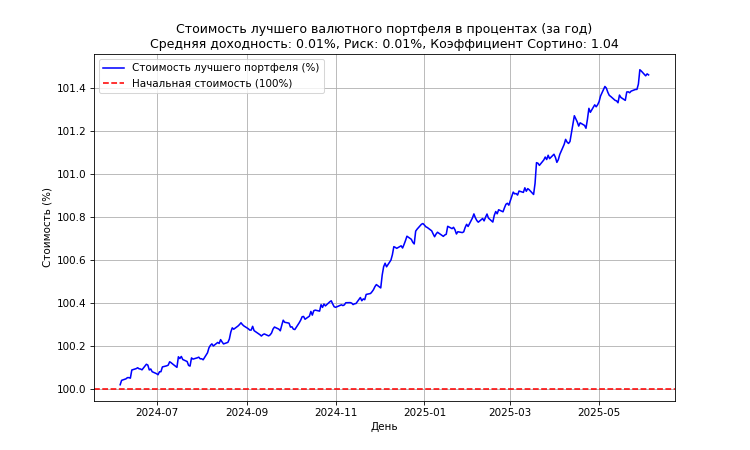 Стоимость лучшего валютного портфеля в процентах (за год)
Средняя доходность: 0.01%, Риск: 0.01%, Коэффициент Сортино: 1.04
Стоимость лучшего портфеля (%)
Начальная стоимость (100%)
Стоимость (%)
101.4
101.2
101.0
100.8
100.6
100.4
100.2
100.0
2024-07
2024-09
2024-11
2025-01
2025-03
2025-05
День